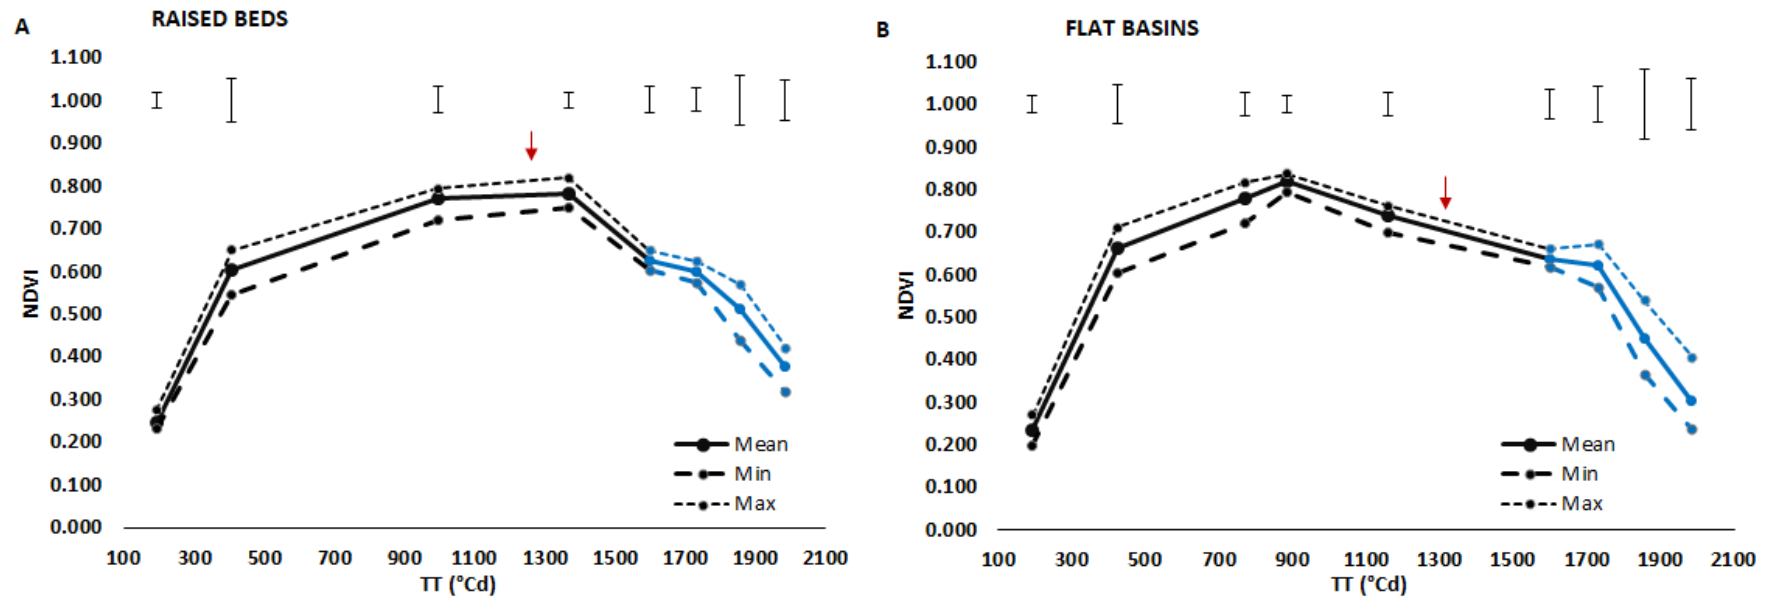 A
RAISED BEDS
1.100
1.000
0.900
0.800
0.700
0.600
0.500
0.400
0.300
0.200
0.100
0.000
NDVI
100 300 500 700 900 1100 1300 1500 1700 1900 2100
TT (°Cd)
Mean
Min
Max
B
FLAT BASINS
1.100
1.000
0.900
0.800
0.700
0.600
0.500
0.400
0.300
0.200
0.100
0.000
NDVI
100 300 500 700 900 1100 1300 1500 1700 1900 2100
TT (°Cd)
Mean
Min
Max